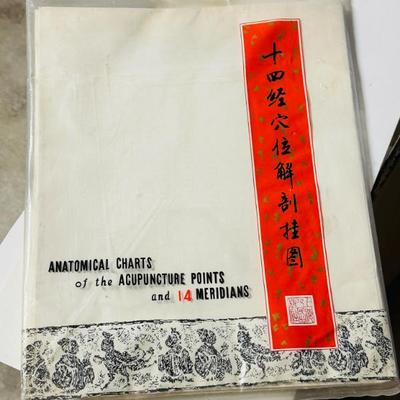 十四经穴位解剖挂图
ANATOMICAL CHARTS
of the ACUPUNCTURE POINTS
and 14 MERIDIANS